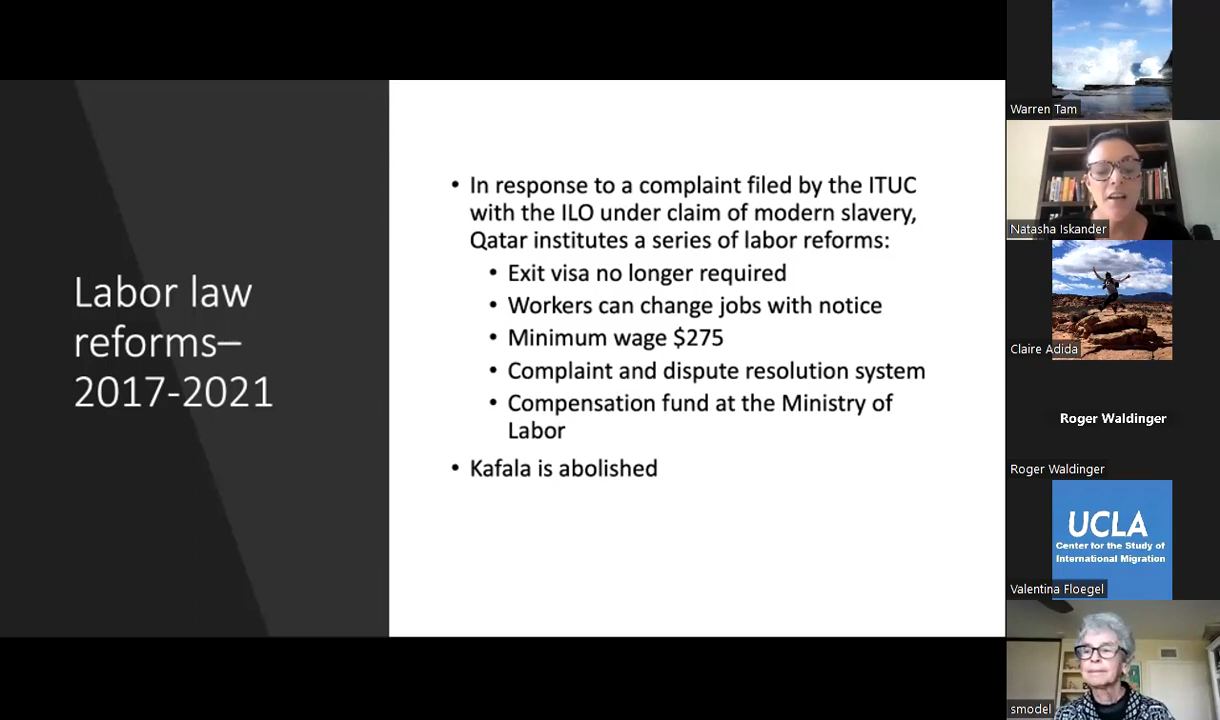 Labor law
reforms–
2017-2021
• In response to a complaint filed by the ITUC
with the ILO under claim of modern slavery,
Qatar institutes a series of labor reforms:
• Exit visa no longer required
• Workers can change jobs with notice
• Minimum wage $275
• Complaint and dispute resolution system
• Compensation fund at the Ministry of
Labor
• Kafala is abolished
Warren Tam
Natasha Iskander
Claire Adida
Roger Waldinger
Roger Waldinger
UCLA
Center for the Study of
International Migration
Valentina Floegel
smodel